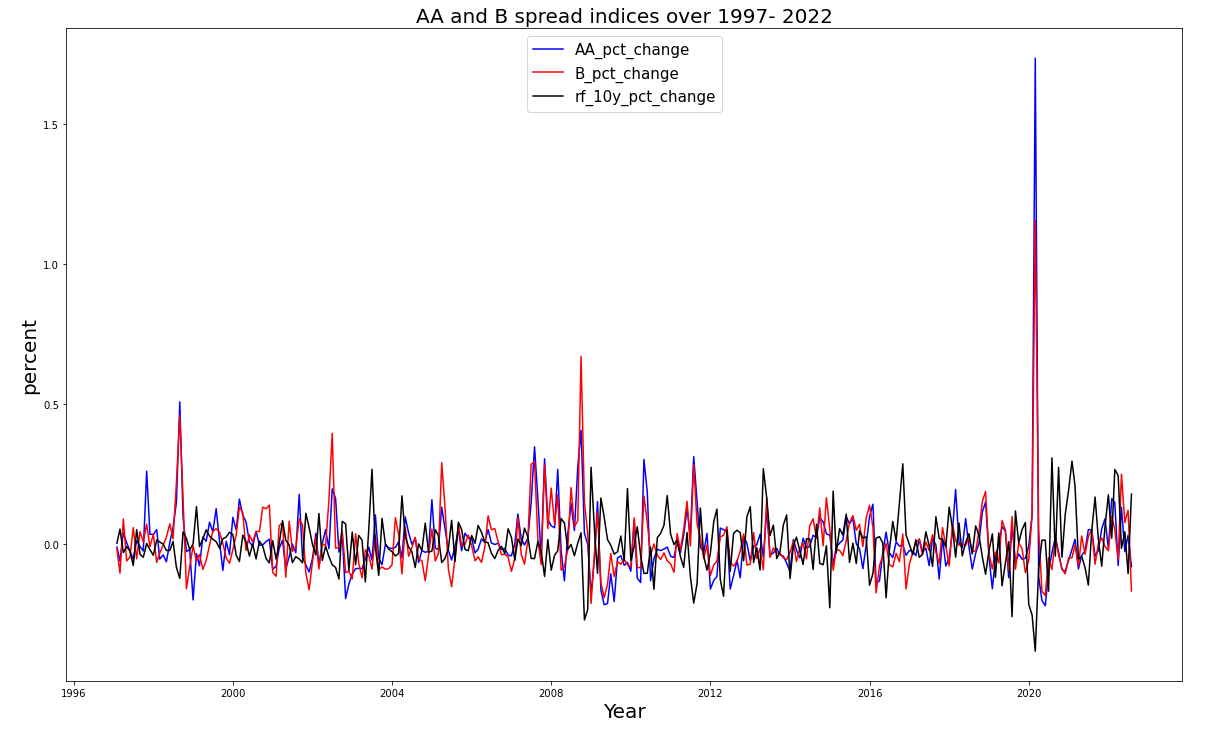 AA and B spread indices over 1997- 2022
AA_pct_change
B_pct_change
rf_10y_pct_change
percent
1.5
1.0
0.5
0.0
1996
2000
2004
2008
2012
2016
2020
Year